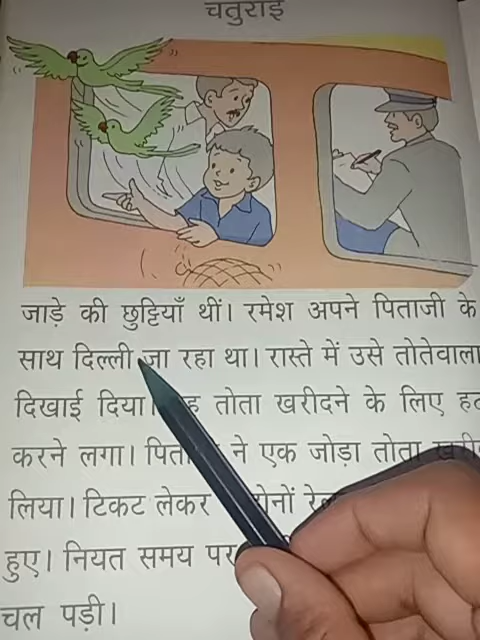 चतुराई
जाड़े की छुट्टियाँ थीं। रमेश अपने पिताजी के
साथ दिल्ली जा रहा था। रास्ते में उसे तोतेवाला
दिखाई दिया। तोता खरीदने के लिए
करने लगा। ने एक जोड़ा तोता
लिया। टिकट लेकर
हुए। नियत समय पर
चल पड़ी।